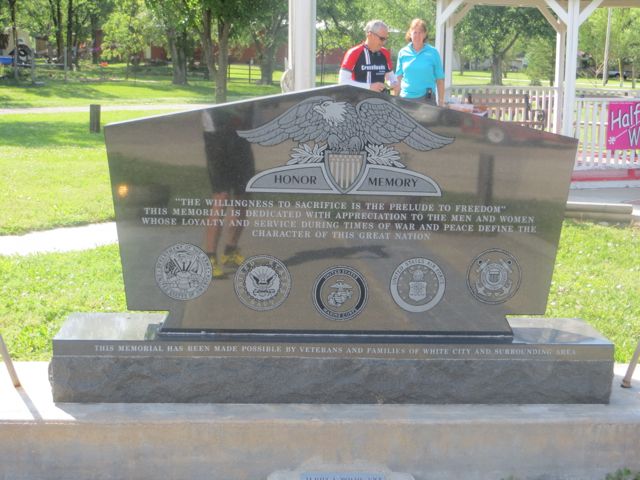 HONOR MEMORY
"THE WILLINGNESS TO SACRIFICE IS THE PRELUDE TO FREEDOM"
THIS MEMORIAL IS DEDICATED WITH APPRECIATION TO THE MEN AND WOMEN
WHOSE LOYALTY AND SERVICE DURING TIMES OF WAR AND PEACE DEFINE THE
CHARACTER OF THIS GREAT NATION
THIS MEMORIAL HAS BEEN MADE POSSIBLE BY VETERANS AND FAMILIES OF WHITE CITY AND SURROUNDING AREA
Half